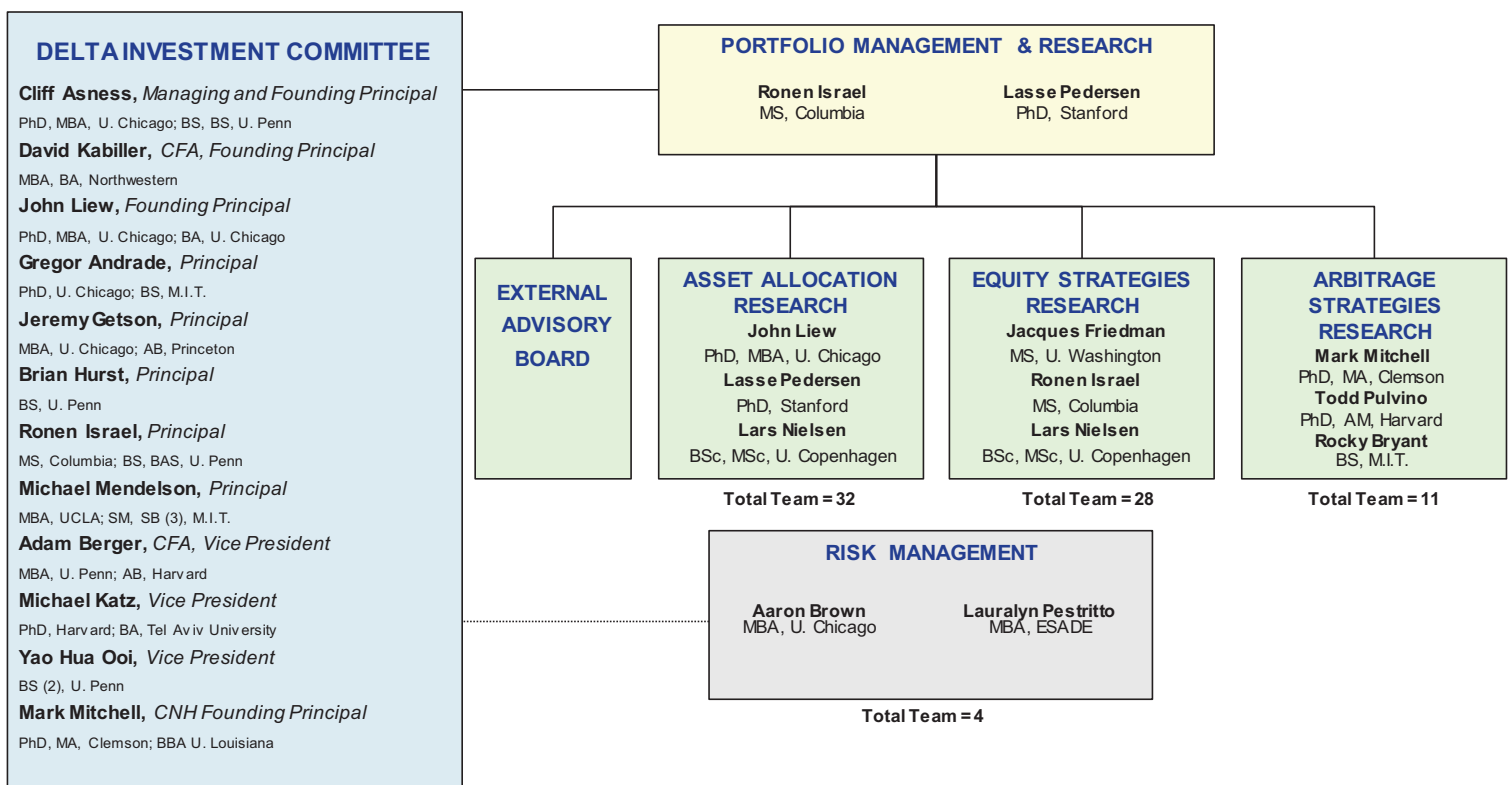 DELTA INVESTMENT COMMITTEE
Cliff Asness, Managing and Founding Principal
PhD, MBA, U. Chicago; BS, BS, U. Penn
David Kabiller, CFA, Founding Principal
MBA, BA, Northwestern
John Liew, Founding Principal
PhD, MBA, U. Chicago; BA, U. Chicago
Gregor Andrade, Principal
PhD, U. Chicago; BS, M.I.T.
Jeremy Getson, Principal
MBA, U. Chicago; AB, Princeton
Brian Hurst, Principal
BS, U. Penn
Ronen Israel, Principal
MS, Columbia; BS, BAS, U. Penn
Michael Mendelson, Principal
MBA, UCLA; SM, SB (3), M.I.T.
Adam Berger, CFA, Vice President
MBA, U. Penn; AB, Harvard
Michael Katz, Vice President
PhD, Harvard; BA, Tel Aviv University
Yao Hua Ooi, Vice President
BS (2), U. Penn
Mark Mitchell, CNH Founding Principal
PhD, MA, Clemson; BBA U. Louisiana
PORTFOLIO MANAGEMENT & RESEARCH
Ronen Israel
MS, Columbia
Lasse Pedersen
PhD, Stanford
EXTERNAL
ADVISORY
BOARD
ASSET ALLOCATION
RESEARCH
John Liew
PhD, MBA, U. Chicago
Lasse Pedersen
PhD, Stanford
Lars Nielsen
BSc, MSc, U. Copenhagen
Total Team = 32
EQUITY STRATEGIES
RESEARCH
Jacques Friedman
MS, U. Washington
Ronen Israel
MS, Columbia
Lars Nielsen
BSc, MSc, U. Copenhagen
Total Team = 28
ARBITRAGE
STRATEGIES
RESEARCH
Mark Mitchell
PhD, MA, Clemson
Todd Pulvino
PhD, AM, Harvard
Rocky Bryant
BS, M.I.T.
Total Team = 11
RISK MANAGEMENT
Aaron Brown
MBA, U. Chicago
Lauralyn Pestritto
MBA, ESADE
Total Team = 4